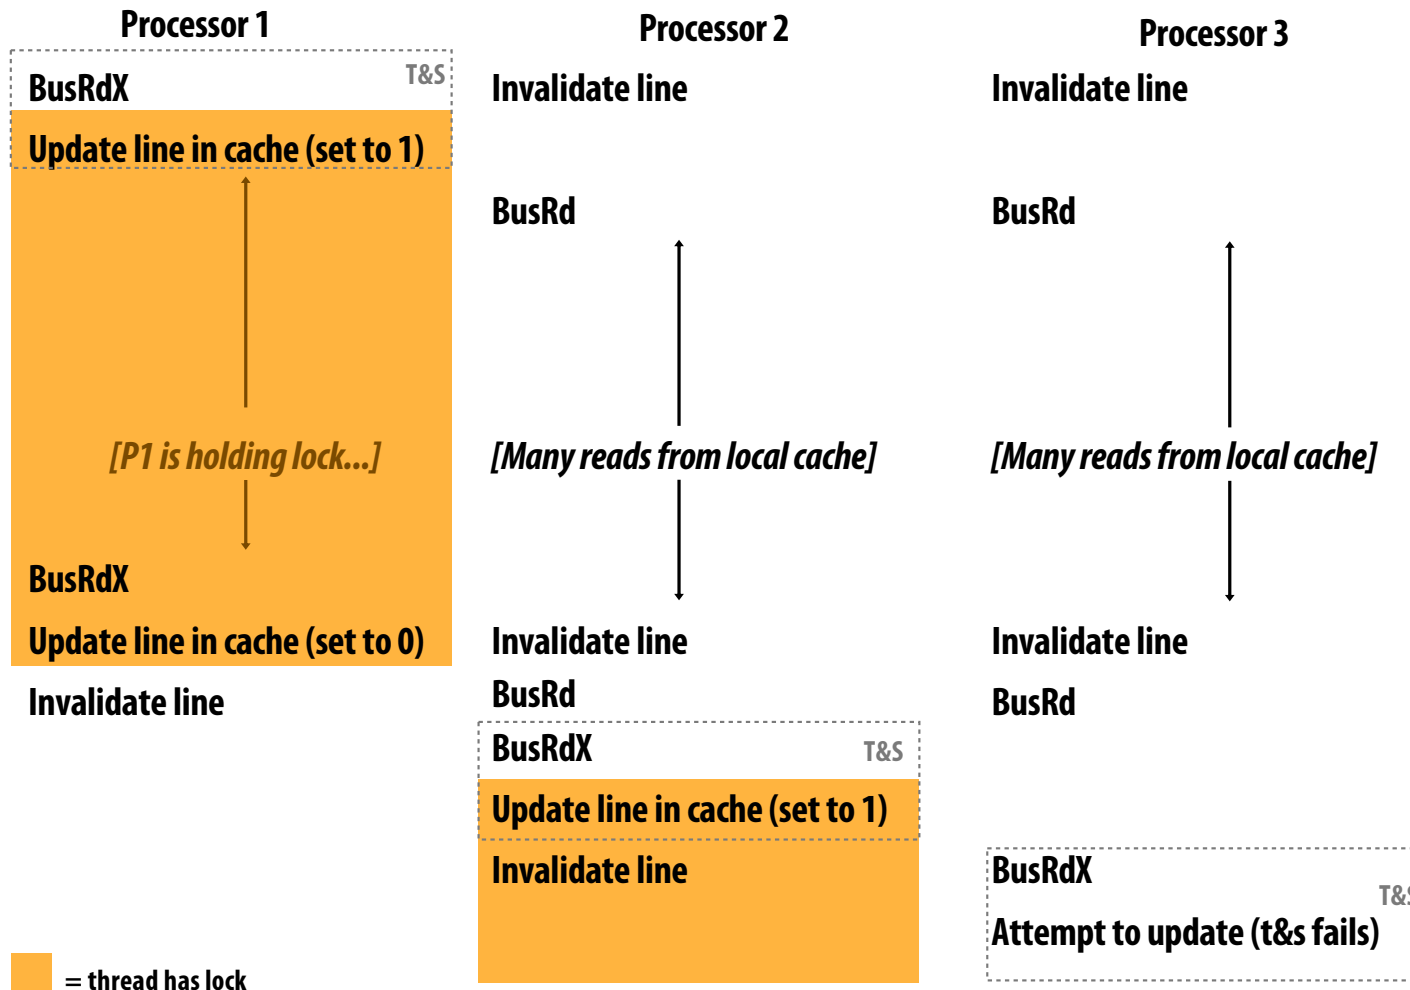 Processor 1
T&S
BusRdX
Update line in cache (set to 1)
[P1 is holding lock...]
BusRdX
Update line in cache (set to 0)
Invalidate line
= thread has lock
Processor 2
Invalidate line
BusRd
[Many reads from local cache]
Invalidate line
BusRd
BusRdX
T&S
Update line in cache (set to 1)
Invalidate line
Processor 3
Invalidate line
BusRd
[Many reads from local cache]
Invalidate line
BusRd
BusRdX
T&S
Attempt to update (t&s fails)